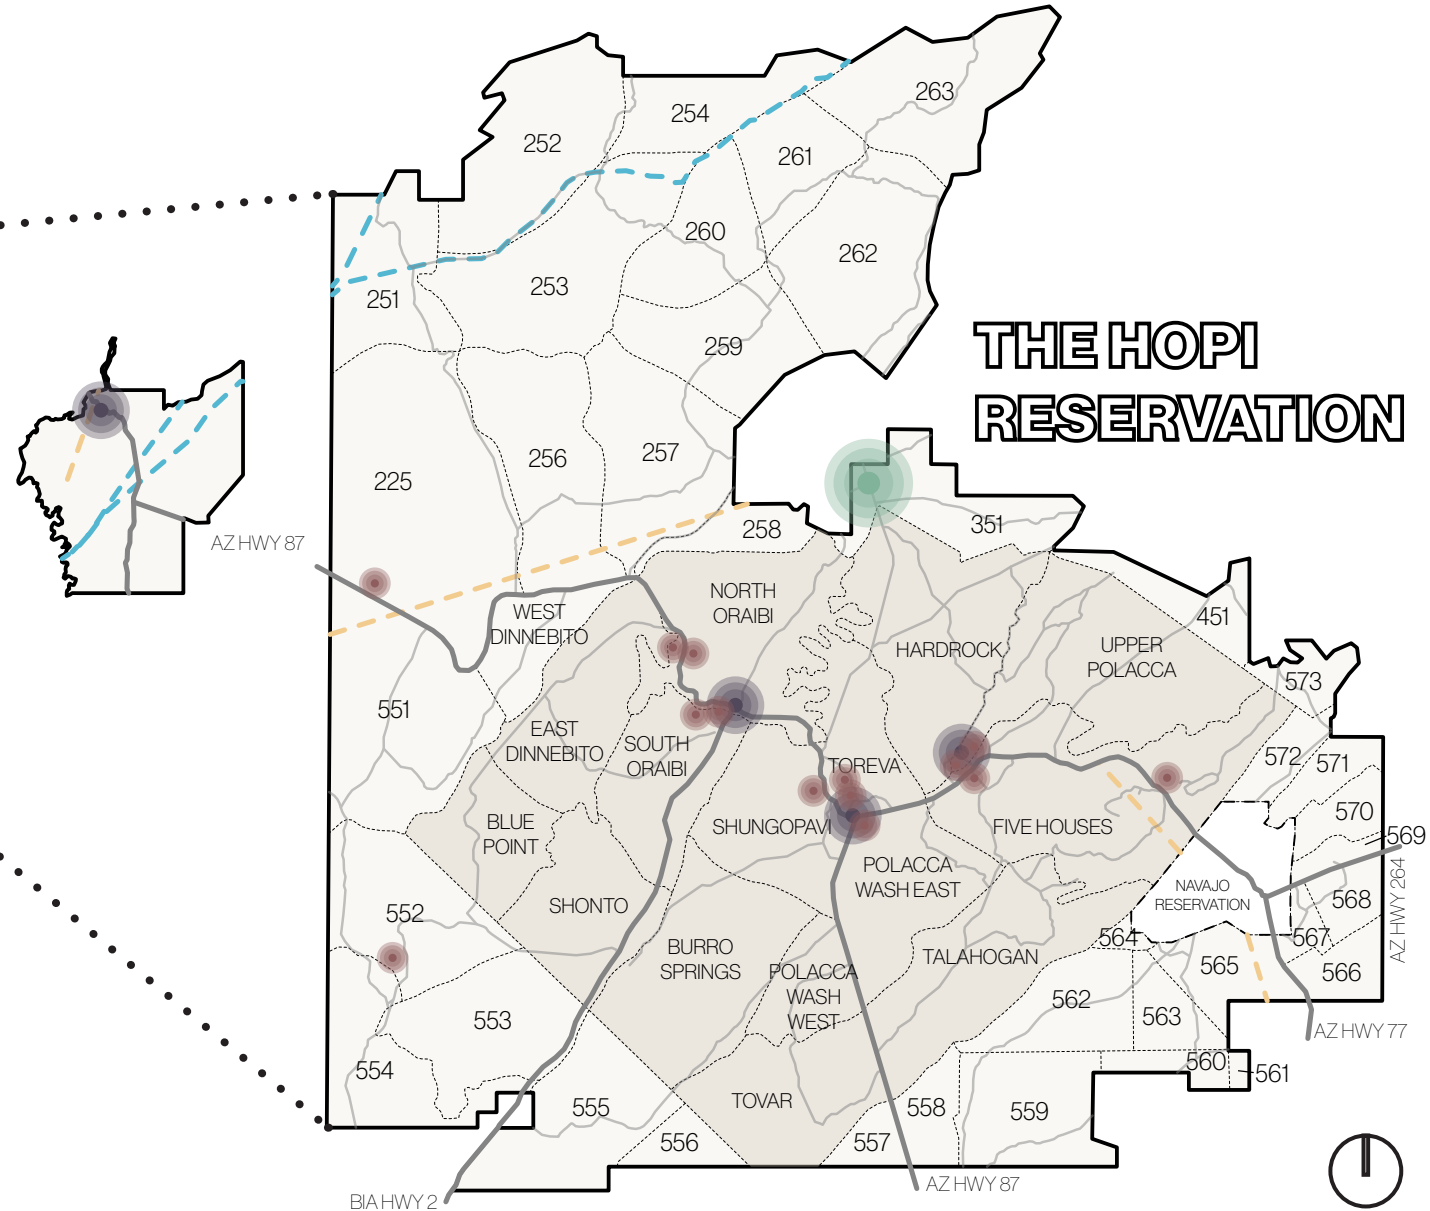 263
254
252
261
260
262
253
251
THE HOPI
RESERVATION
259
257
256
225
AZ HWY 87
258
351
NORTH
ORAIBI
WEST
DINNEBITO
451
HARDROCK
UPPER
POLACCA
573
551
EAST
DINNEBITO
SOUTH
ORAIBI
572
571
TOREVA
570
BLUE
POINT
SHUNGOPAVI
FIVE HOUSES
569
POLACCA
WASH EAST
NAVAJO
RESERVATION
568
AZ HWY 264
SHONTO
552
564
567
BURRO
SPRINGS
TALAHOGAN
565
566
POLACCA
WASH
WEST
562
563
553
AZ HWY 77
554
560
561
TOVAR
555
558
559
556
557
AZ HWY 87
BIA HWY 2